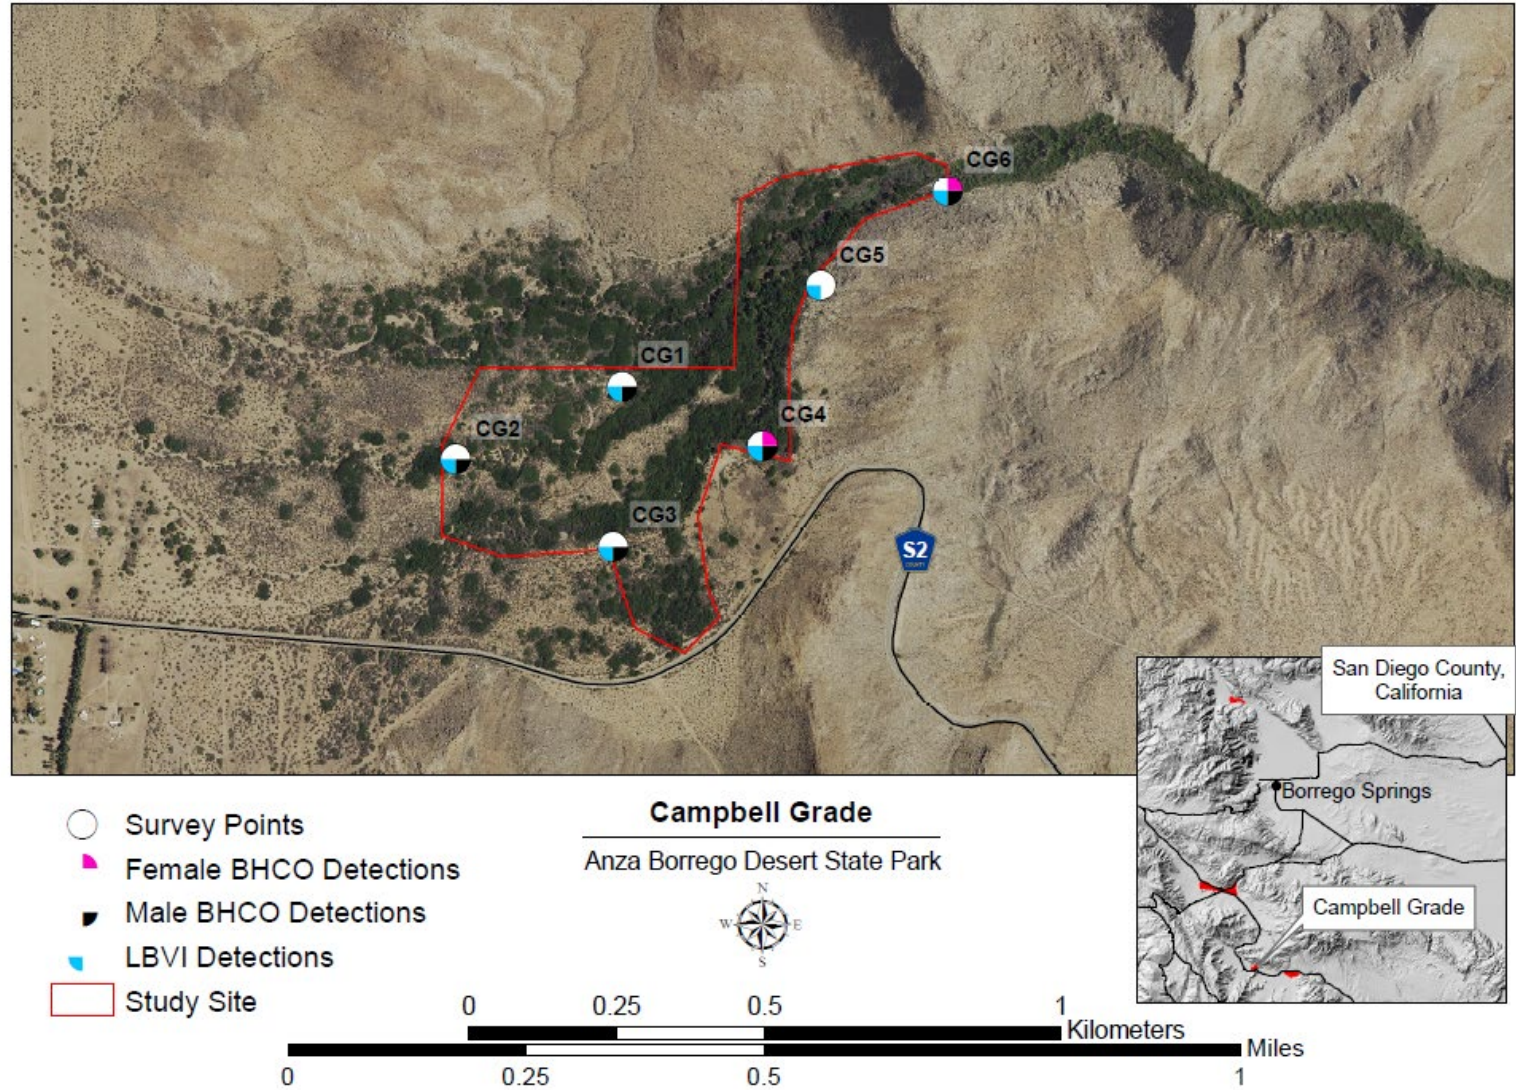 CG6
CG5
CG1
CG4
CG2
CG3
S2
COUNTY
San Diego County,
California
Borrego Springs
Campbell Grade
Survey Points
Female BHCO Detections
Male BHCO Detections
LBVI Detections
Study Site
Campbell Grade
Anza Borrego Desert State Park
N
W E
S
0 0.25 0.5 1
Kilometers
Miles
0 0.25 0.5 1